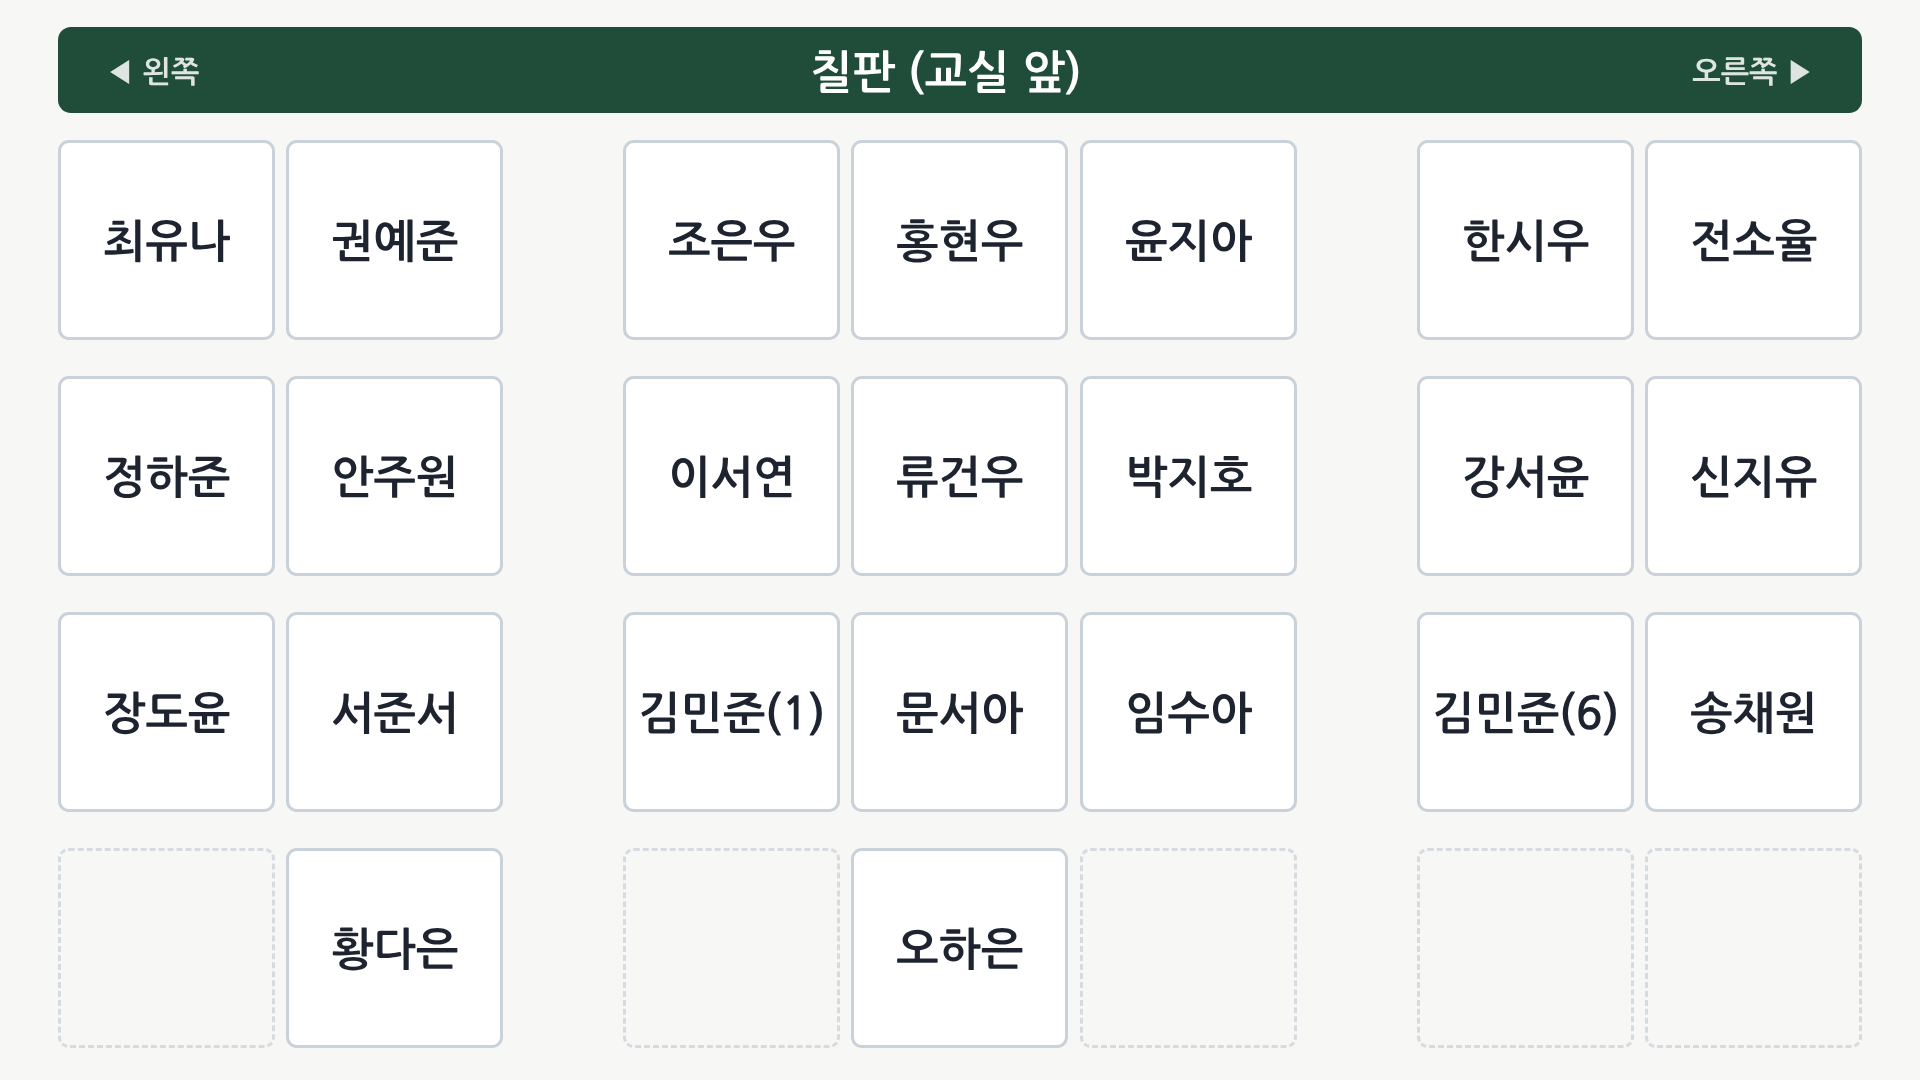 ◀ 왼쪽 칠판 (교실 앞) 오른쪽 ▶
최유나 권예준 조은우 홍현우 윤지아 한시우 전소율
정하준 안주원 이서연 류건우 박지호 강서윤 신지유
장도윤 서준서 김민준(1) 문서아 임수아 김민준(6) 송채원
황다은 오하은